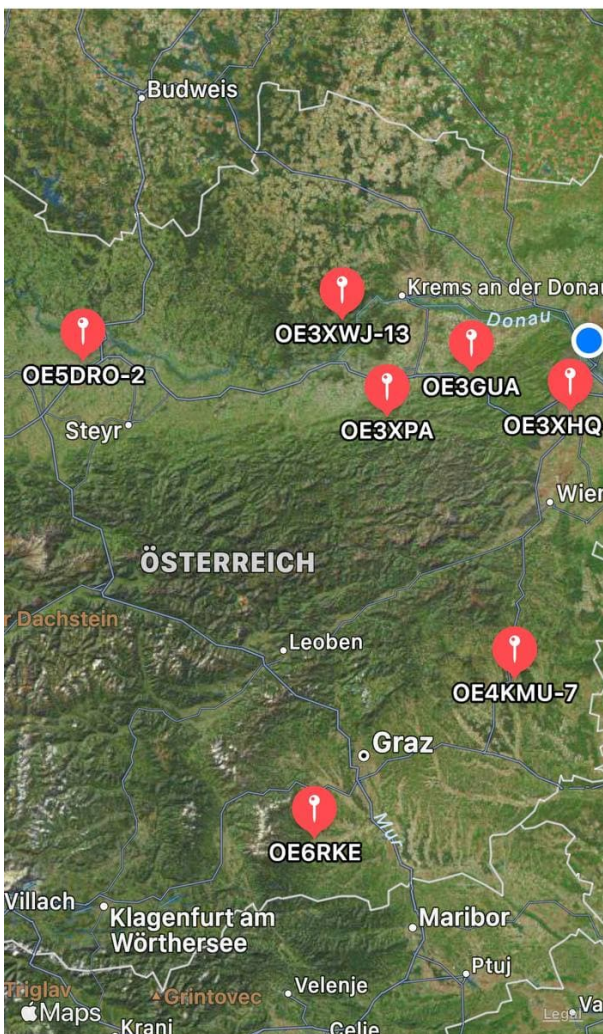 Budweis
Krems an der Donau
Donau
OE3XWJ-13
OE5DRO-2
OE3GUA
OE3XPA
OE3XHQ
Steyr
Wien
ÖSTERREICH
r Dachstein
Leoben
OE4KMU-7
Graz
Mur
OE6RKE
Villach
Klagenfurt am
Wörthersee
Maribor
Ptuj
Triglav
Grintovec
Velenje
Maps
Legal
Va
Kranj
Celje